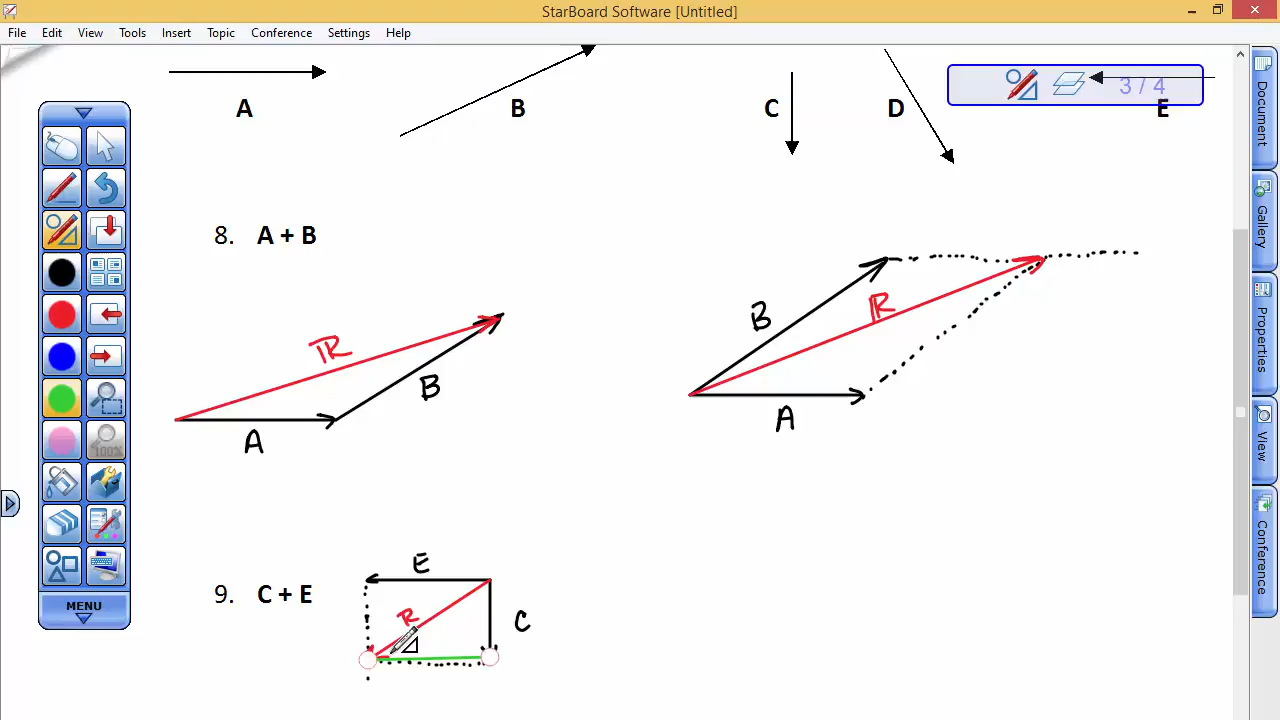 StarBoard Software [Untitled]
File Edit View Tools Insert Topic Conference Settings Help
A B C D E
3 / 4
8. A + B
R
B
A
B
R
A
9. C + E
E
R
C
100%
MENU
Document
Gallery
Properties
View
Conference